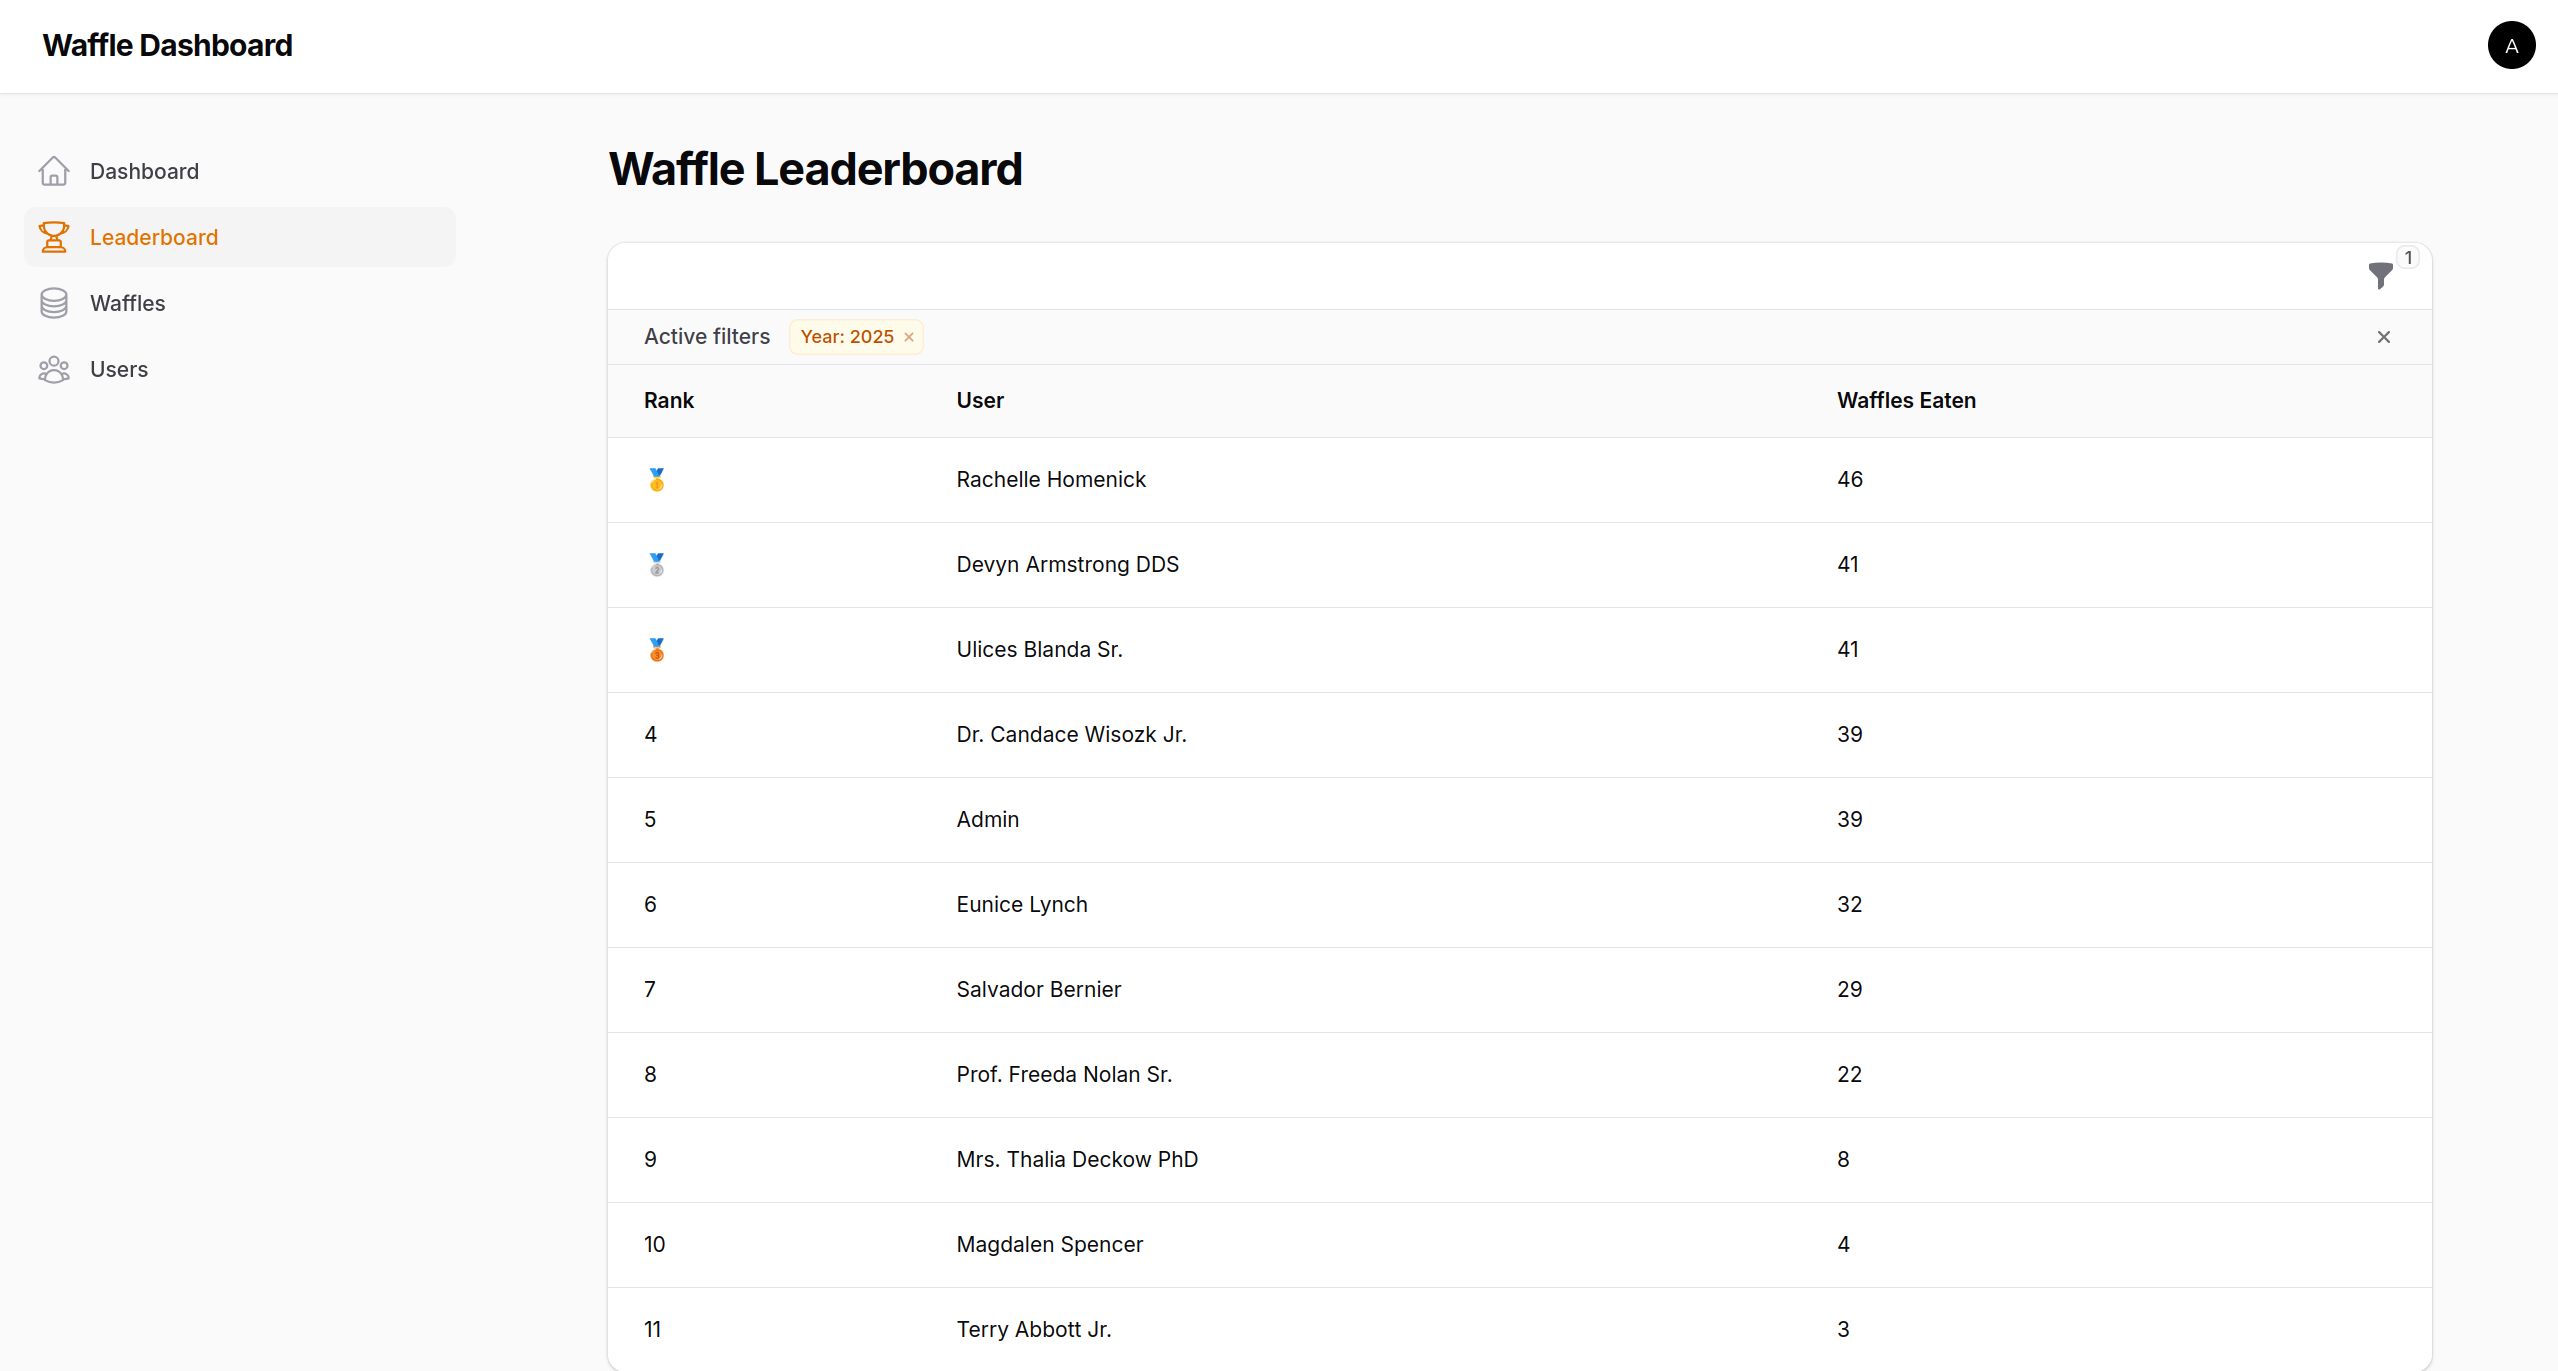 Waffle Dashboard
A
Dashboard
Leaderboard
Waffles
Users
Waffle Leaderboard
1
Active filters Year: 2025 ×
Rank User Waffles Eaten
🥇 Rachelle Homenick 46
🥈 Devyn Armstrong DDS 41
🥉 Ulices Blanda Sr. 41
4 Dr. Candace Wisozk Jr. 39
5 Admin 39
6 Eunice Lynch 32
7 Salvador Bernier 29
8 Prof. Freeda Nolan Sr. 22
9 Mrs. Thalia Deckow PhD 8
10 Magdalen Spencer 4
11 Terry Abbott Jr. 3